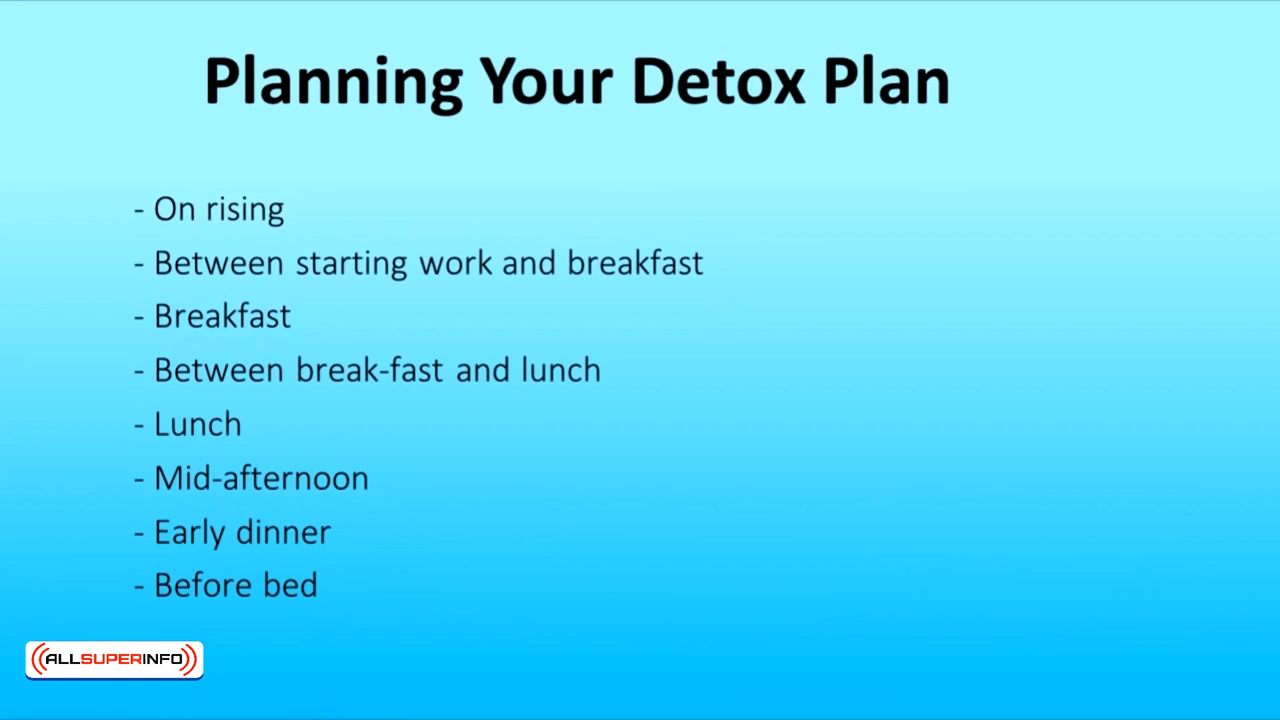 Planning Your Detox Plan
- On rising
- Between starting work and breakfast
- Breakfast
- Between break-fast and lunch
- Lunch
- Mid-afternoon
- Early dinner
- Before bed
ALLSUPERINFO